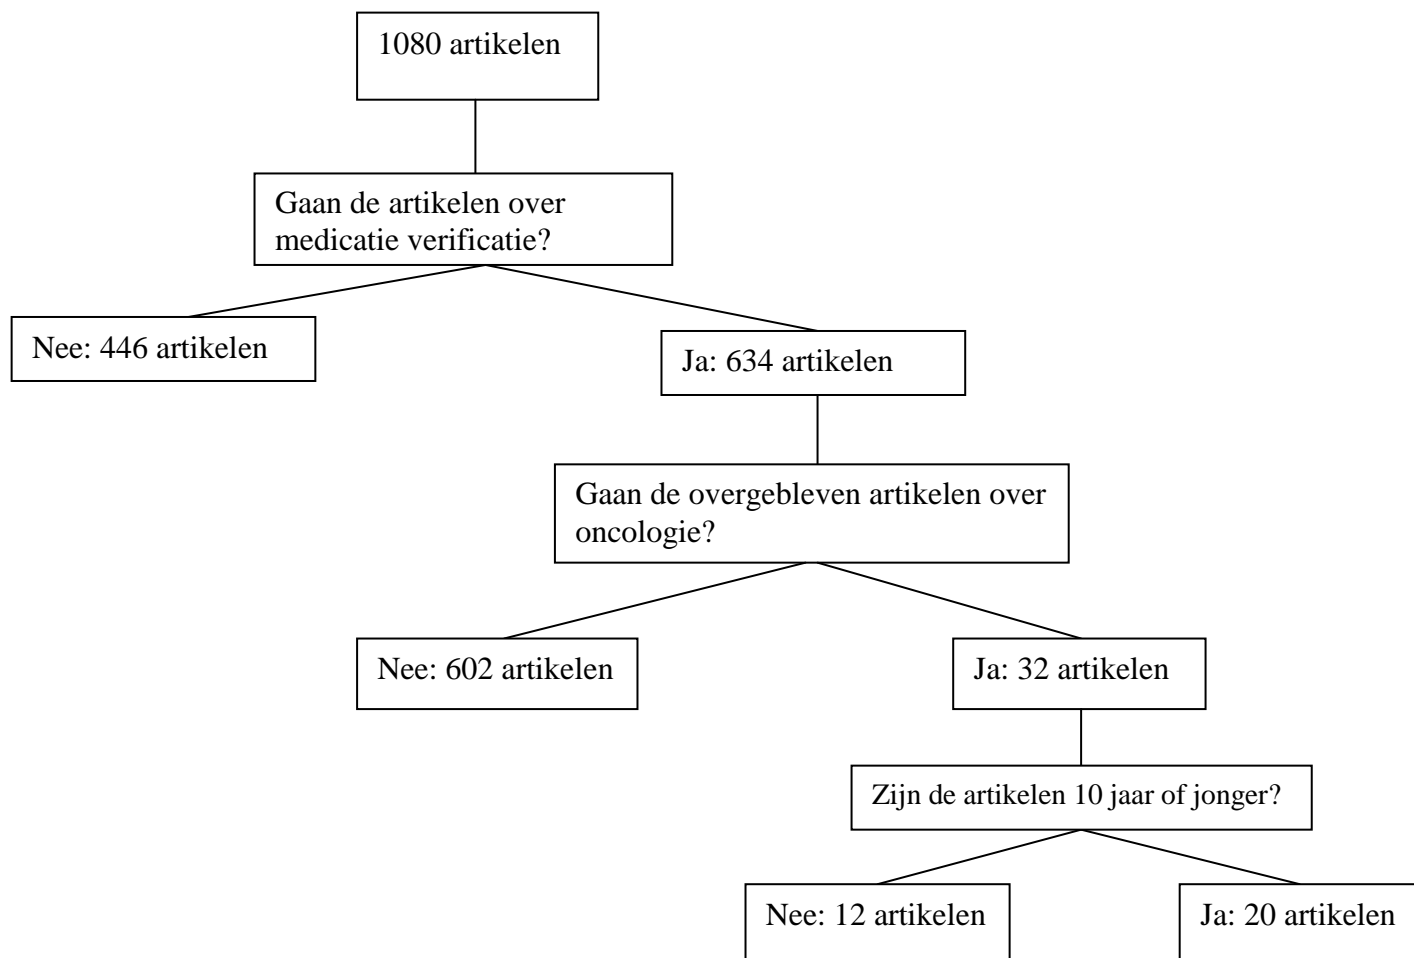 1080 artikelen
Gaan de artikelen over
medicatie verificatie?
Nee: 446 artikelen
Ja: 634 artikelen
Gaan de overgebleven artikelen over
oncologie?
Nee: 602 artikelen
Ja: 32 artikelen
Zijn de artikelen 10 jaar of jonger?
Nee: 12 artikelen
Ja: 20 artikelen